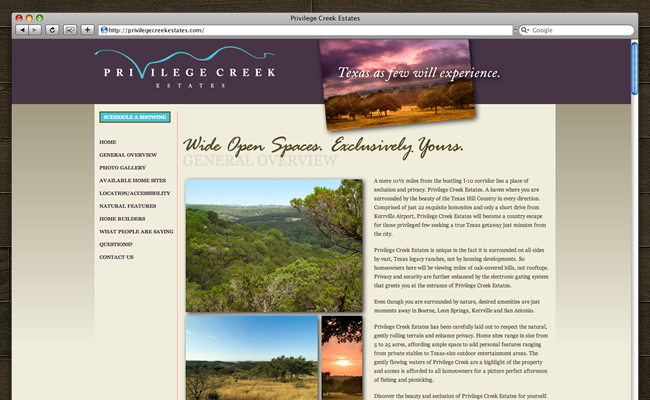 Privilege Creek Estates
http://privilegecreekestates.com/
Google
PRIVILEGE CREEK
ESTATES
Texas as few will experience.
SCHEDULE A SHOWING
HOME
GENERAL OVERVIEW
PHOTO GALLERY
AVAILABLE HOME SITES
LOCATION/ACCESSIBILITY
NATURAL FEATURES
HOME BUILDERS
WHAT PEOPLE ARE SAYING
QUESTIONS?
CONTACT US
Wide Open Spaces. Exclusively Yours.
GENERAL OVERVIEW
A mere 10½ miles from the bustling I-10 corridor lies a place of
seclusion and privacy. Privilege Creek Estates. A haven where you are
surrounded by the beauty of the Texas Hill Country in every direction.
Comprised of just 22 exquisite homesites and only a short drive from
Kerrville Airport, Privilege Creek Estates will become a country escape
for those privileged few seeking a true Texas getaway just minutes from
the city.
Privilege Creek Estates is unique in the fact it is surrounded on all sides
by vast, Texas legacy ranches, not by housing developments. So
homeowners here will be viewing miles of oak-covered hills, not rooftops.
Privacy and security are further enhanced by the electronic gating system
that greets you at the entrance of Privilege Creek Estates.
Even though you are surrounded by nature, desired amenities are just
moments away in Boerne, Leon Springs, Kerrville and San Antonio.
Privilege Creek Estates has been carefully laid out to respect the natural,
gently rolling terrain and enhance privacy. Home sites range in size from
5 to 25 acres, affording ample space to add personal features ranging
from private stables to Texas-size outdoor entertainment areas. The
gently flowing waters of Privilege Creek are a highlight of the property
and access is afforded to all homeowners for a picture perfect afternoon
of fishing and picnicking.
Discover the beauty and seclusion of Privilege Creek Estates for yourself.